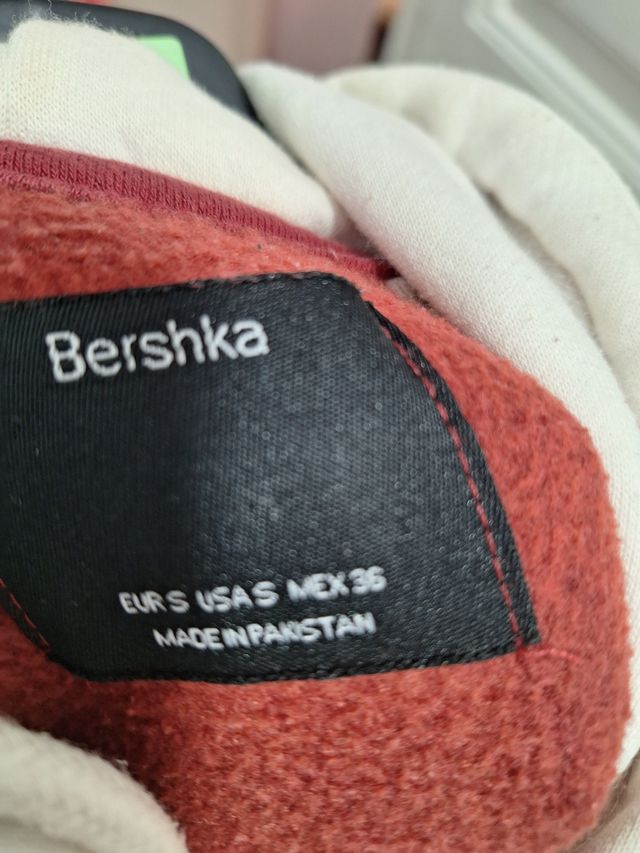 Bershka
EUR S USA S MEX 36
MADE IN PAKISTAN